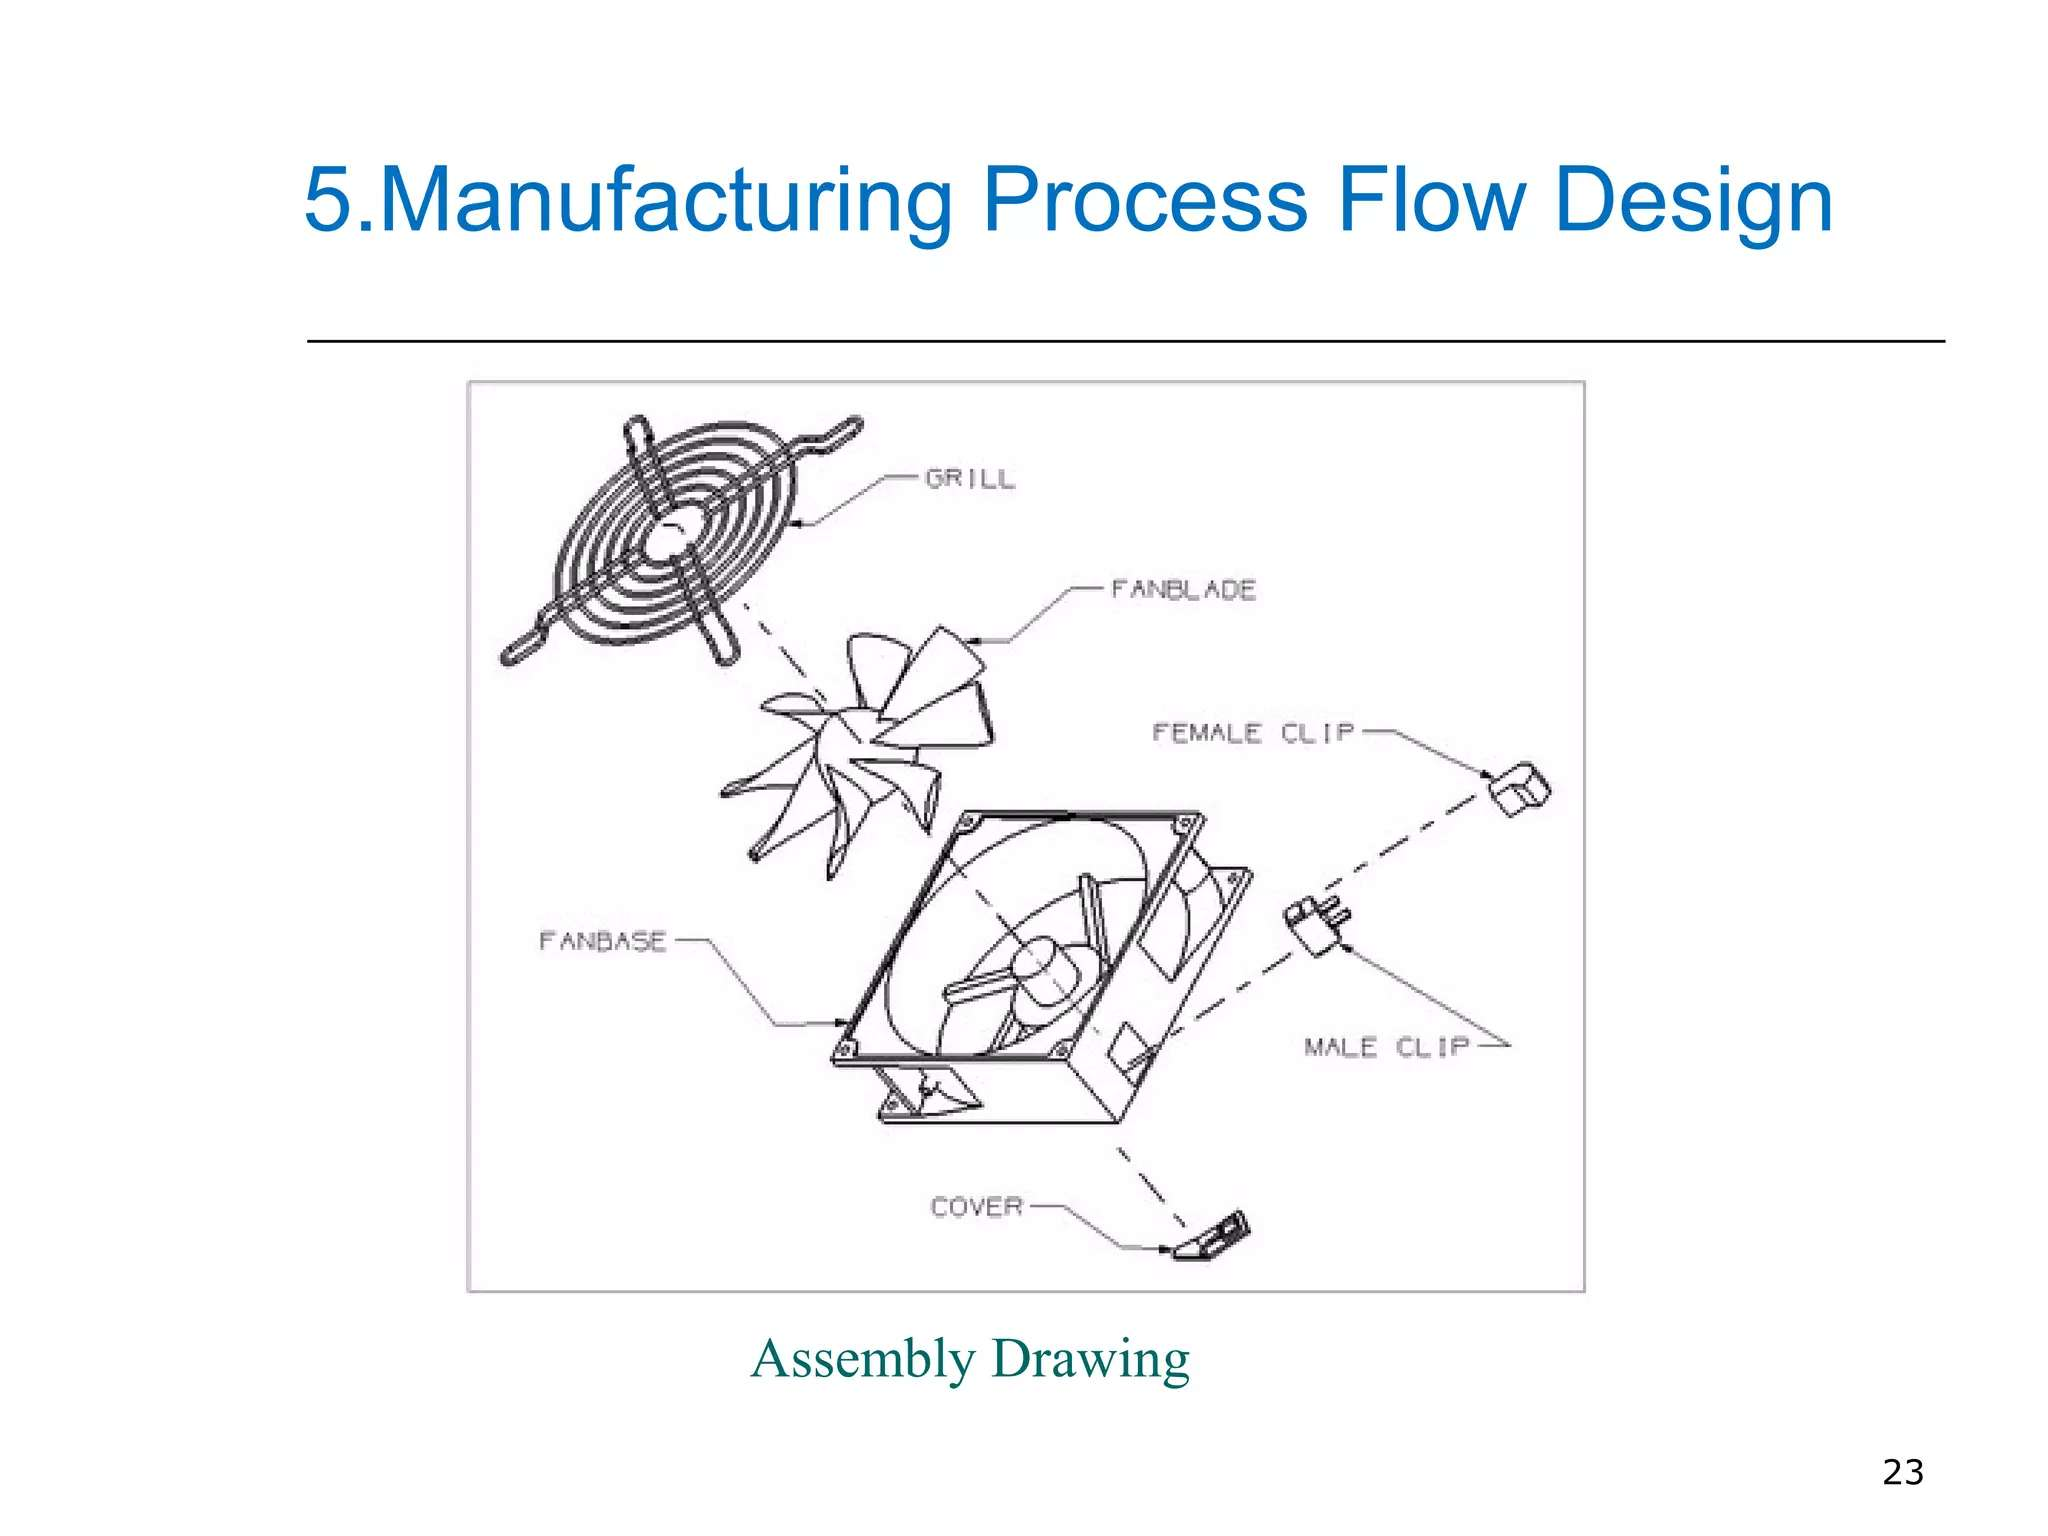 5.Manufacturing Process Flow Design
GRILL
FANBLADE
FEMALE CLIP
FANBASE
MALE CLIP
COVER
Assembly Drawing
23